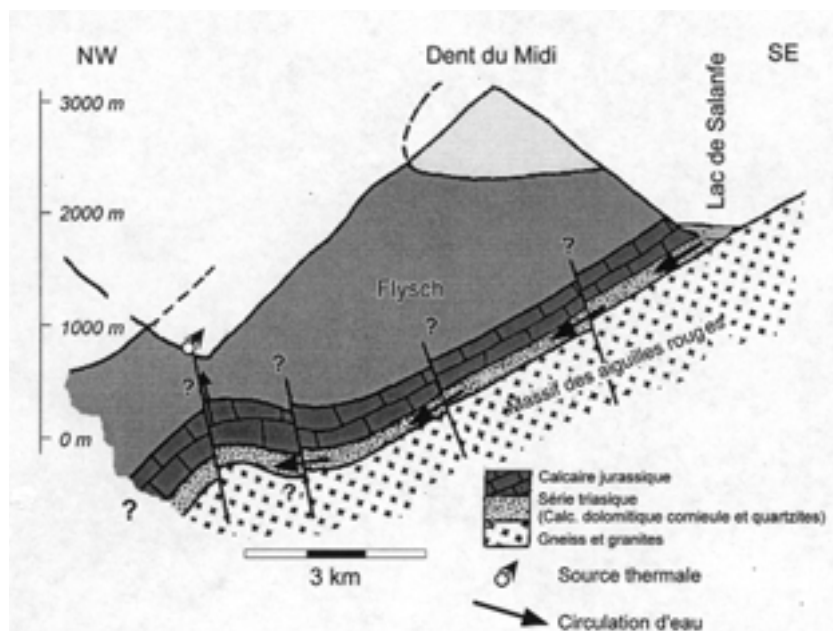 NW
Dent du Midi
SE
3000 m
2000 m
1000 m
0 m
Lac de Salanfe
?
?
?
?
?
?
Flysch
Massif des aiguilles rouges
Calcaire jurassique
Série triasique
(Calc. dolomitique cornieule et quartzites)
Gneiss et granites
3 km
Source thermale
Circulation d'eau